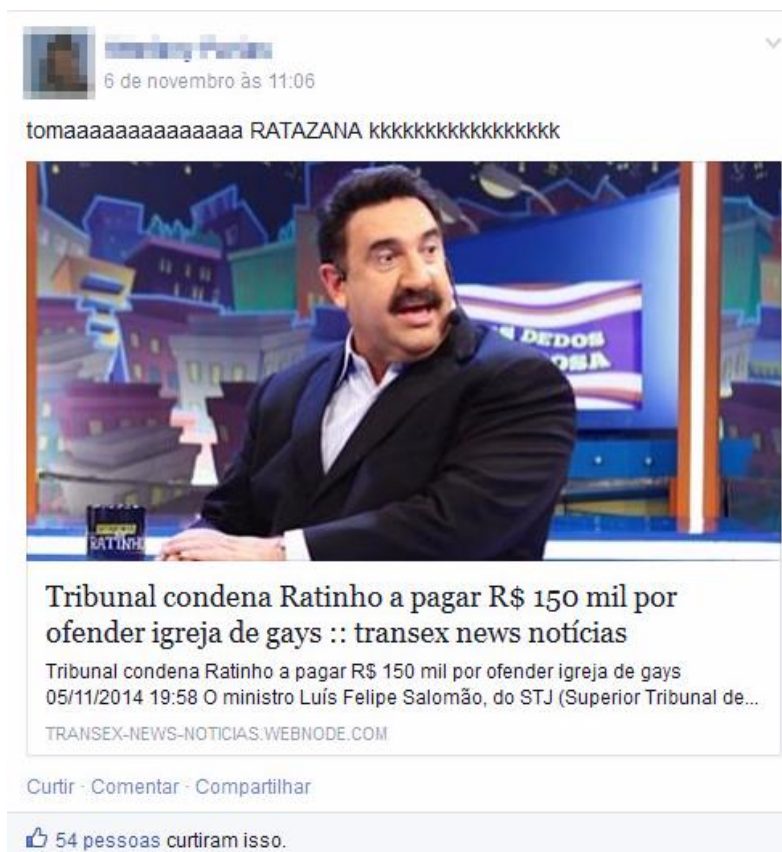 6 de novembro às 11:06
tomaaaaaaaaaaaaaaa RATAZANA kkkkkkkkkkkkkkkkk
S DEDOS
OSA
RATINHO
Tribunal condena Ratinho a pagar R$ 150 mil por
ofender igreja de gays :: transex news notícias
Tribunal condena Ratinho a pagar R$ 150 mil por ofender igreja de gays
05/11/2014 19:58 O ministro Luís Felipe Salomão, do STJ (Superior Tribunal de...
TRANSEX-NEWS-NOTICIAS.WEBNODE.COM
Curtir · Comentar · Compartilhar
54 pessoas curtiram isso.